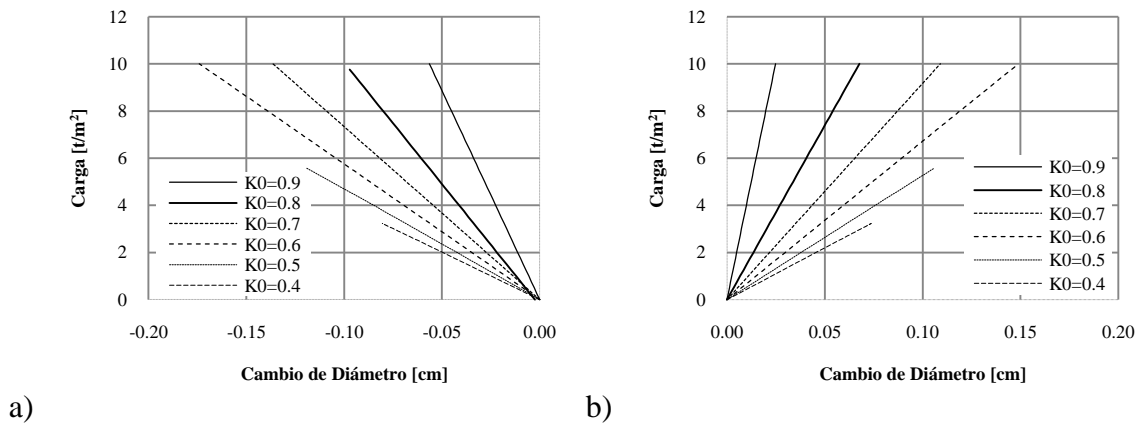 12
10
8
6
4
2
0
Carga [t/m²]
K0=0.9
K0=0.8
K0=0.7
K0=0.6
K0=0.5
K0=0.4
-0.20 -0.15 -0.10 -0.05 0.00
Cambio de Diámetro [cm]
a)
12
10
8
6
4
2
0
Carga [t/m²]
K0=0.9
K0=0.8
K0=0.7
K0=0.6
K0=0.5
K0=0.4
0.00 0.05 0.10 0.15 0.20
Cambio de Diámetro [cm]
b)